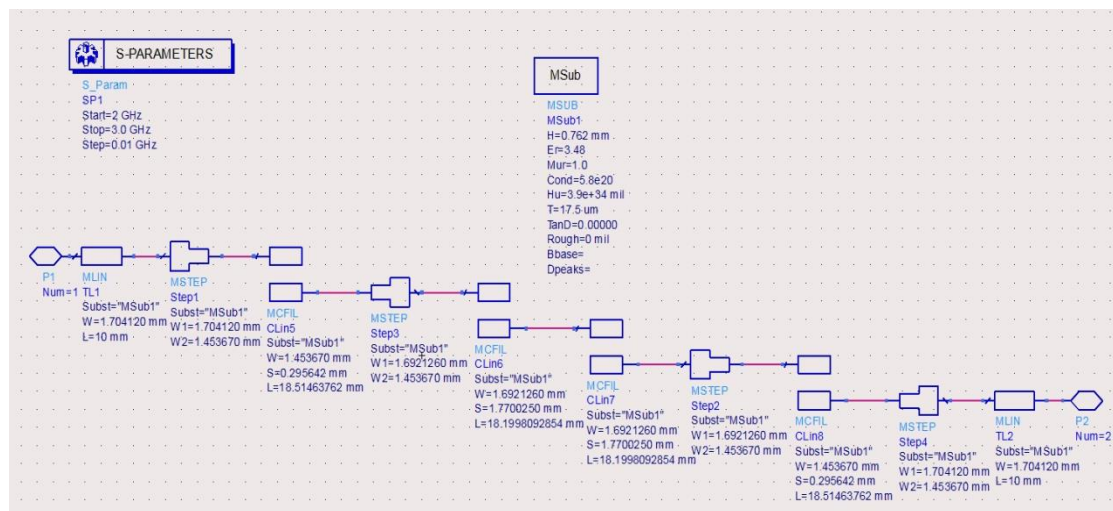 S-PARAMETERS
S_Param
SP1
Start=2 GHz
Stop=3.0 GHz
Step=0.01 GHz
MSub
MSUB
MSub1
H=0.762 mm
Er=3.48
Mur=1.0
Cond=5.8e20
Hu=3.9e+34 mil
T=17.5 um
TanD=0.00000
Rough=0 mil
Bbase=
Dpeaks=
P1
Num=1
MLIN
TL1
Subst="MSub1"
W=1.704120 mm
L=10 mm
MSTEP
Step1
Subst="MSub1"
W1=1.704120 mm
W2=1.453670 mm
MCFIL
CLin5
Subst="MSub1"
W=1.453670 mm
S=0.295642 mm
L=18.51463762 mm
MSTEP
Step3
Subst="MSub1"
W1=1.6921260 mm
W2=1.453670 mm
MCFIL
CLin6
Subst="MSub1"
W=1.6921260 mm
S=1.7700250 mm
L=18.1998092854 mm
MCFIL
CLin7
Subst="MSub1"
W=1.6921260 mm
S=1.7700250 mm
L=18.1998092854 mm
MSTEP
Step2
Subst="MSub1"
W1=1.6921260 mm
W2=1.453670 mm
MCFIL
CLin8
Subst="MSub1"
W=1.453670 mm
S=0.295642 mm
L=18.51463762 mm
MSTEP
Step4
Subst="MSub1"
W1=1.704120 mm
W2=1.453670 mm
MLIN
TL2
Subst="MSub1"
W=1.704120 mm
L=10 mm
P2
Num=2